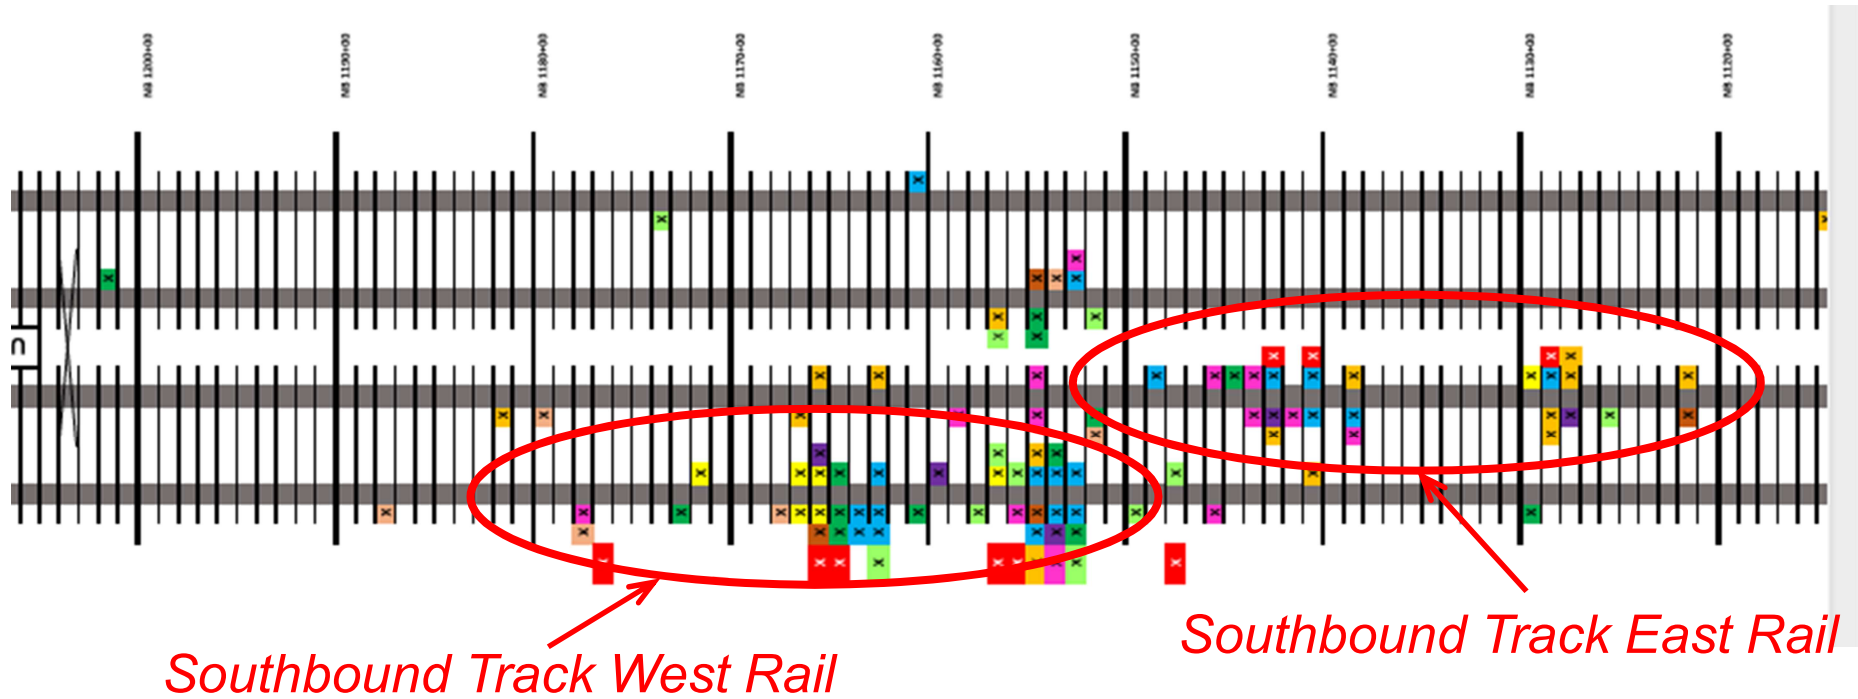 NB 1200+00
NB 1190+00
NB 1180+00
NB 1170+00
NB 1160+00
NB 1150+00
NB 1140+00
NB 1130+00
NB 1120+00
Southbound Track East Rail
Southbound Track West Rail